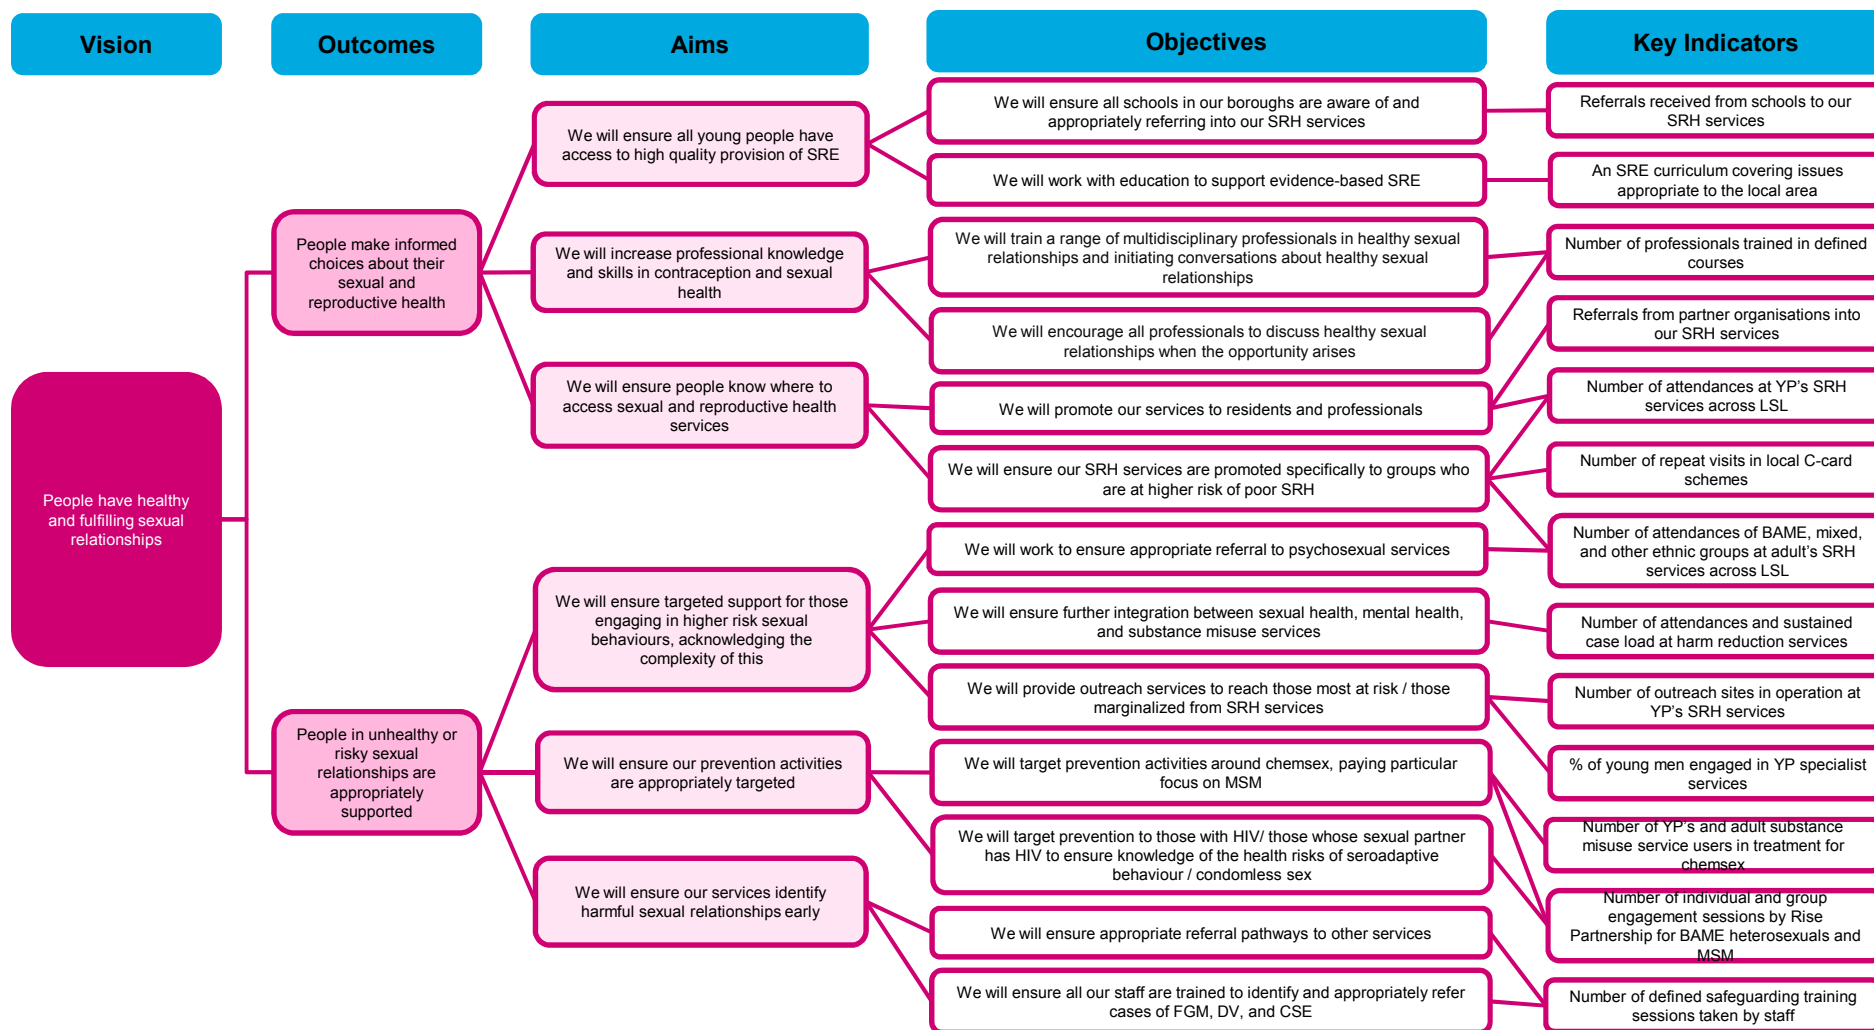 Vision
Outcomes
Aims
Objectives
Key Indicators
People have healthy
and fulfilling sexual
relationships
People make informed
choices about their
sexual and
reproductive health
People in unhealthy or
risky sexual
relationships are
appropriately
supported
We will ensure all young people have
access to high quality provision of SRE
We will increase professional knowledge
and skills in contraception and sexual
health
We will ensure people know where to
access sexual and reproductive health
services
We will ensure targeted support for those
engaging in higher risk sexual
behaviours, acknowledging the
complexity of this
We will ensure our prevention activities
are appropriately targeted
We will ensure our services identify
harmful sexual relationships early
We will ensure all schools in our boroughs are aware of and
appropriately referring into our SRH services
We will work with education to support evidence-based SRE
We will train a range of multidisciplinary professionals in healthy sexual
relationships and initiating conversations about healthy sexual
relationships
We will encourage all professionals to discuss healthy sexual
relationships when the opportunity arises
We will promote our services to residents and professionals
We will ensure our SRH services are promoted specifically to groups who
are at higher risk of poor SRH
We will work to ensure appropriate referral to psychosexual services
We will ensure further integration between sexual health, mental health,
and substance misuse services
We will provide outreach services to reach those most at risk / those
marginalized from SRH services
We will target prevention activities around chemsex, paying particular
focus on MSM
We will target prevention to those with HIV/ those whose sexual partner
has HIV to ensure knowledge of the health risks of seroadaptive
behaviour / condomless sex
We will ensure appropriate referral pathways to other services
We will ensure all our staff are trained to identify and appropriately refer
cases of FGM, DV, and CSE
Referrals received from schools to our
SRH services
An SRE curriculum covering issues
appropriate to the local area
Number of professionals trained in defined
courses
Referrals from partner organisations into
our SRH services
Number of attendances at YP's SRH
services across LSL
Number of repeat visits in local C-card
schemes
Number of attendances of BAME, mixed,
and other ethnic groups at adult's SRH
services across LSL
Number of attendances and sustained
case load at harm reduction services
Number of outreach sites in operation at
YP's SRH services
% of young men engaged in YP specialist
services
Number of YP's and adult substance
misuse service users in treatment for
chemsex
Number of individual and group
engagement sessions by Rise
Partnership for BAME heterosexuals and
MSM
Number of defined safeguarding training
sessions taken by staff